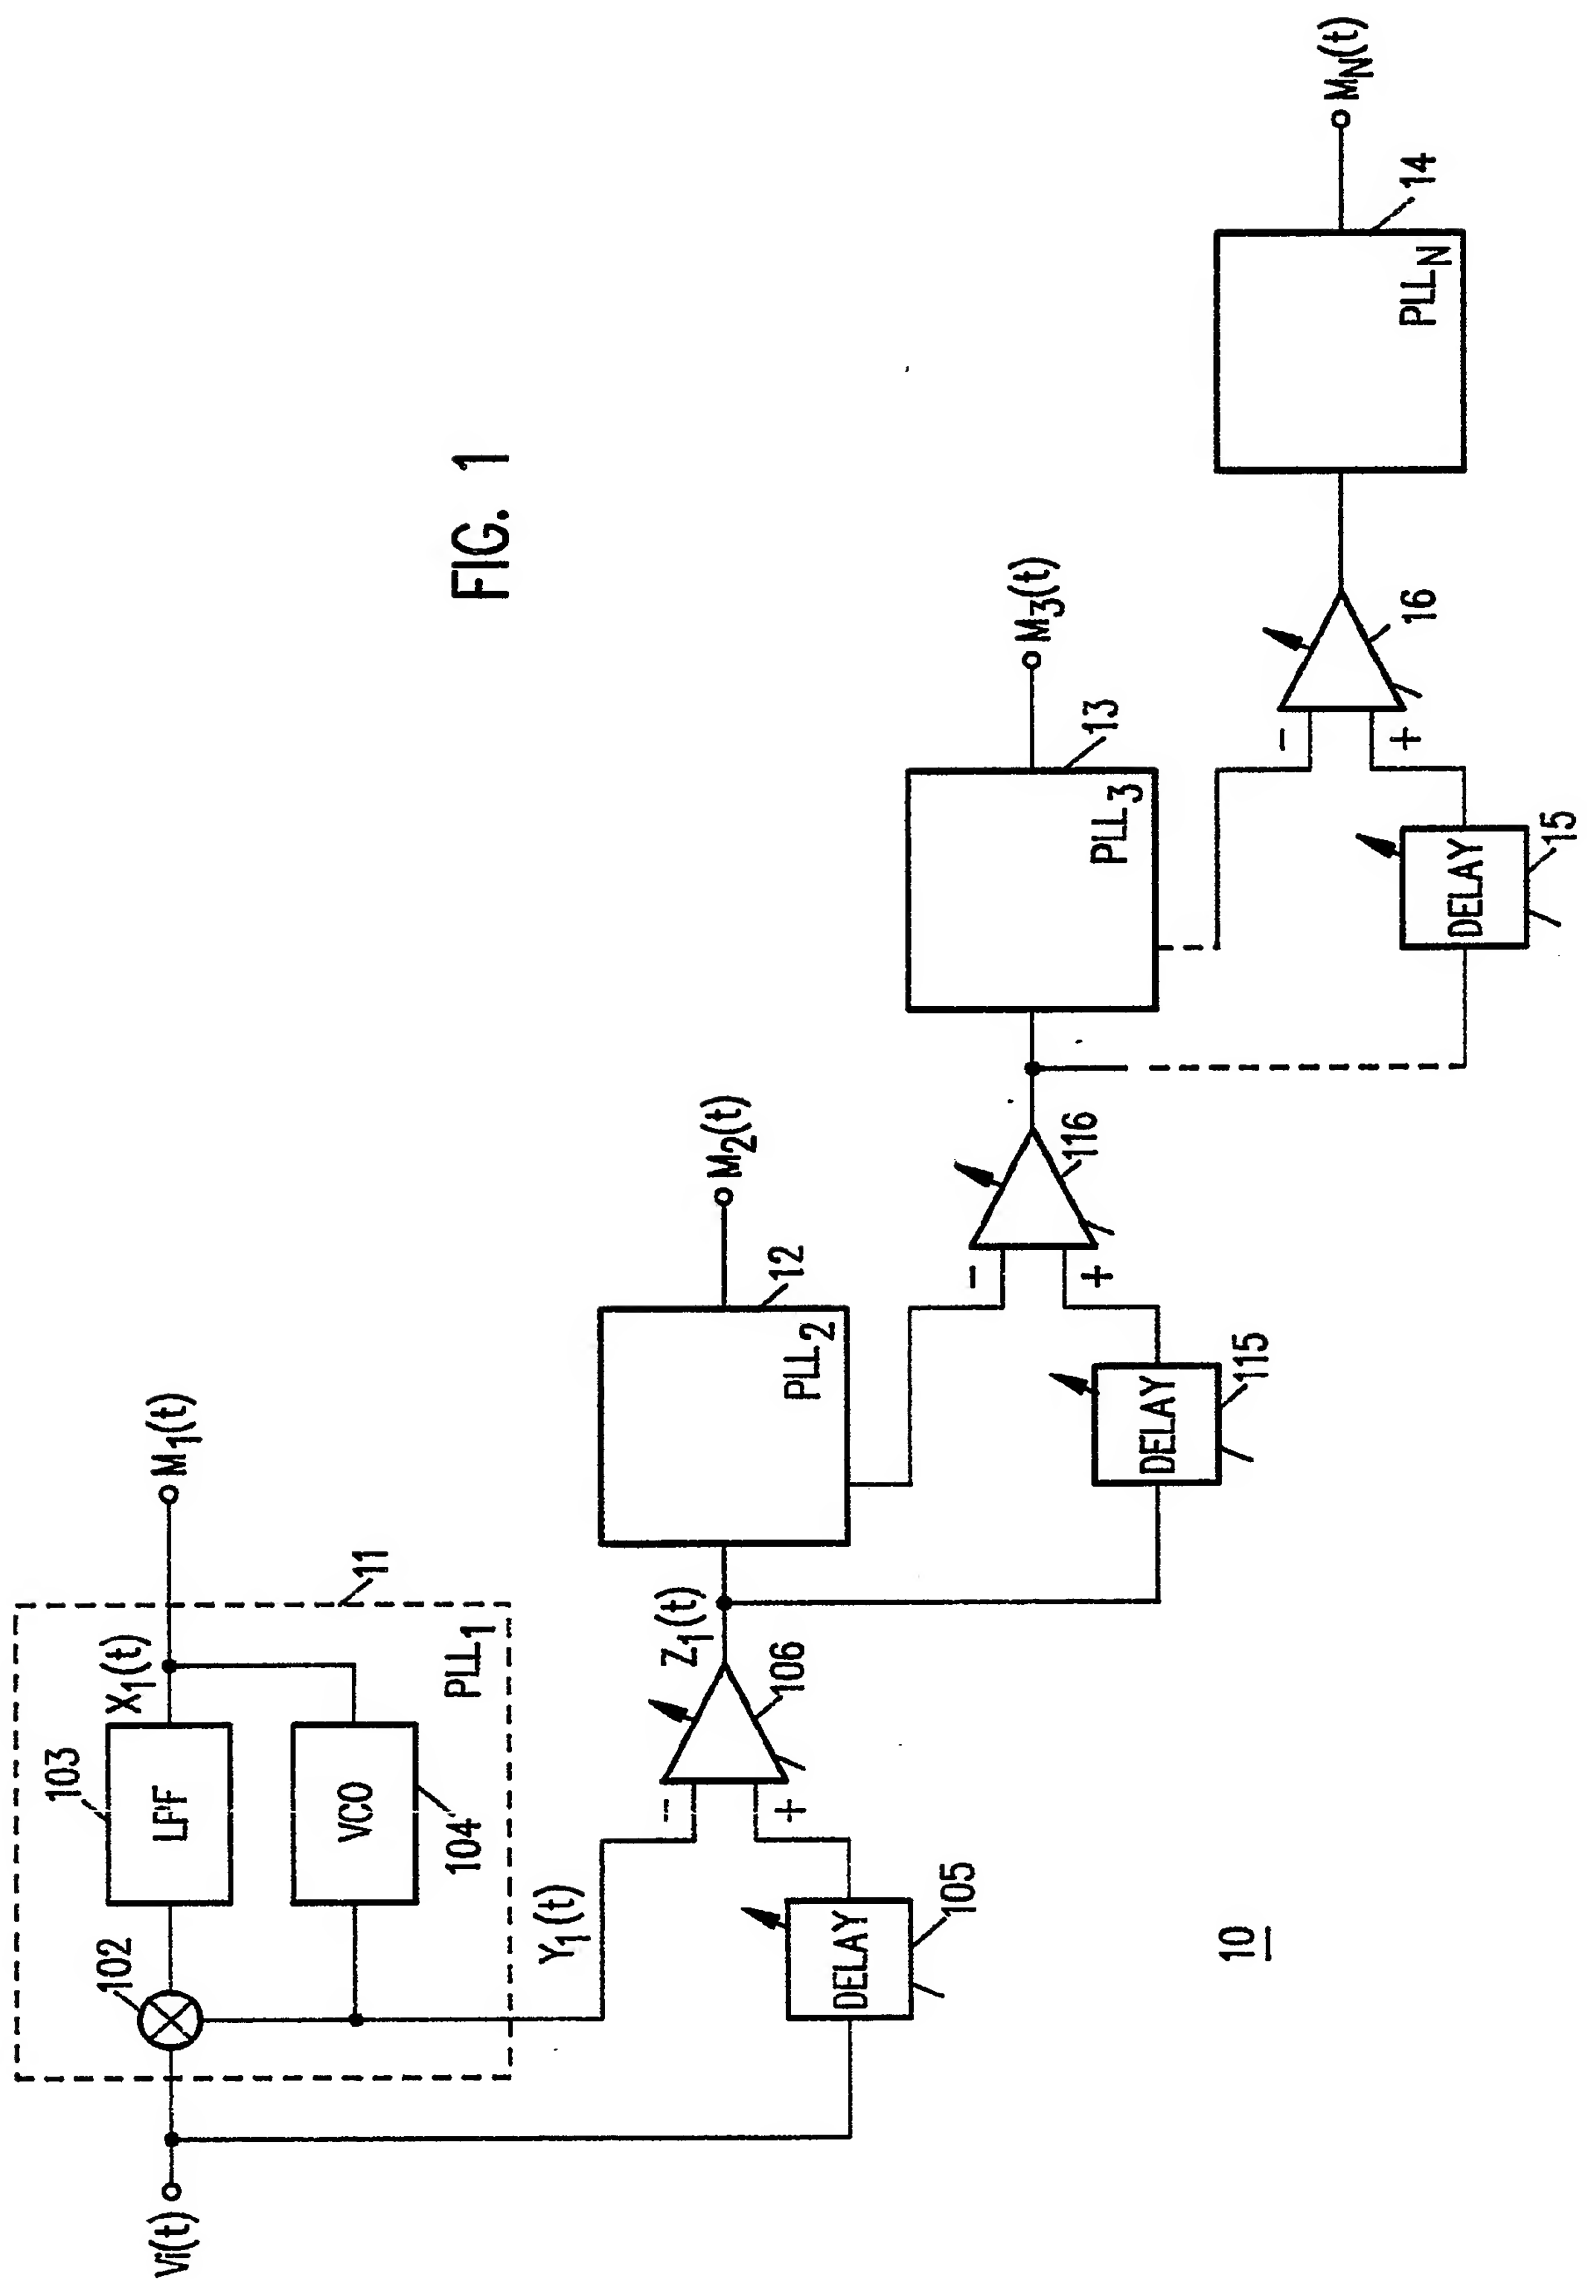 FIG. 1
Vi(t)
102
103
LPF
X1(t)
M1(t)
VCO
104
PLL1
11
Y1(t)
-
+
DELAY
105
106
Z1(t)
PLL2
12
M2(t)
-
+
DELAY
115
116
PLL3
13
M3(t)
-
+
DELAY
15
16
PLLN
14
MN(t)
10